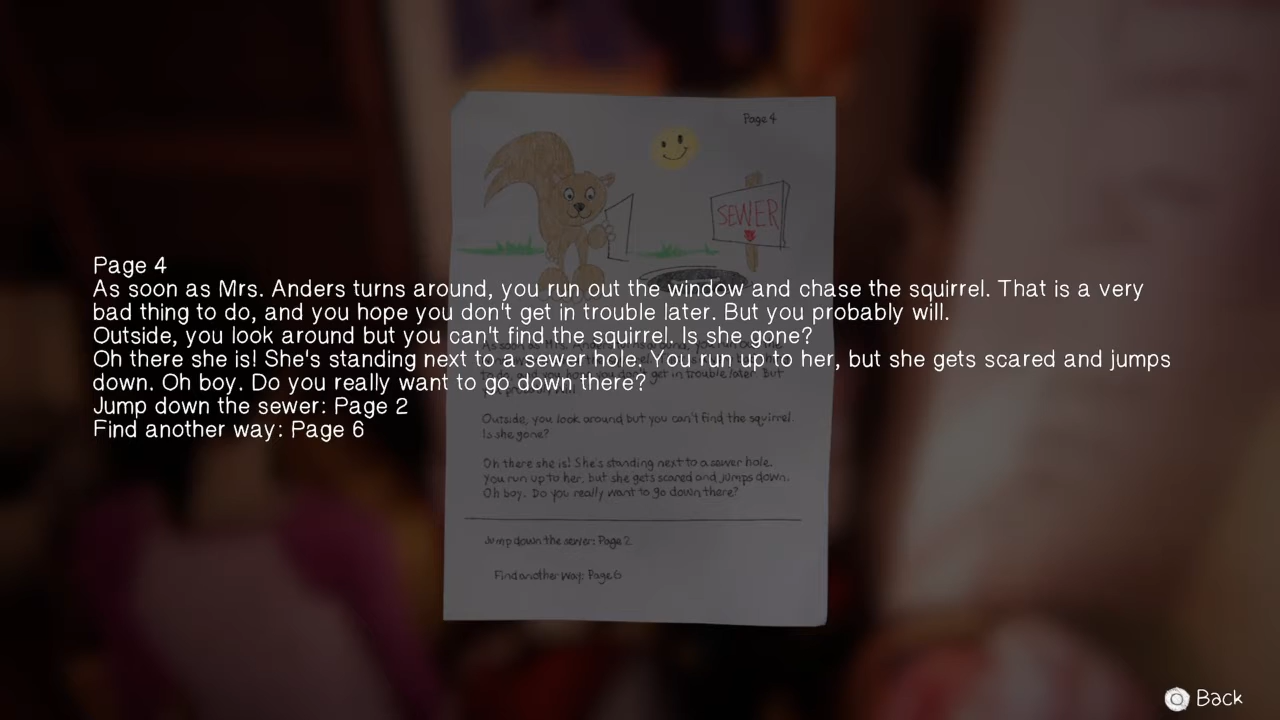 Page 4
SEWER
Page 4
As soon as Mrs. Anders turns around, you run out the window and chase the squirrel. That is a very
bad thing to do, and you hope you don't get in trouble later. But you probably will.
Outside, you look around but you can't find the squirrel. Is she gone?
Oh there she is! She's standing next to a sewer hole. You run up to her, but she gets scared and jumps
down. Oh boy. Do you really want to go down there?
Jump down the sewer: Page 2
Find another way: Page 6
Outside, you look around but you can't find the squirrel.
Is she gone?
Oh there she is! She's standing next to a sewer hole.
You run up to her, but she gets scared and jumps down.
Oh boy. Do you really want to go down there?
Jump down the sewer: Page 2
Find another way: Page 6
Back